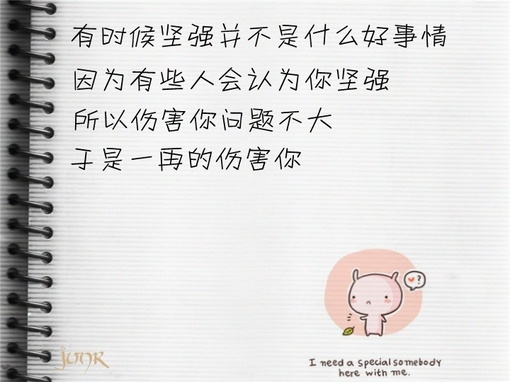 有时候坚强并不是什么好事情
因为有些人会认为你坚强
所以伤害你问题不大
于是一再的伤害你
I need a special somebody
here with me.